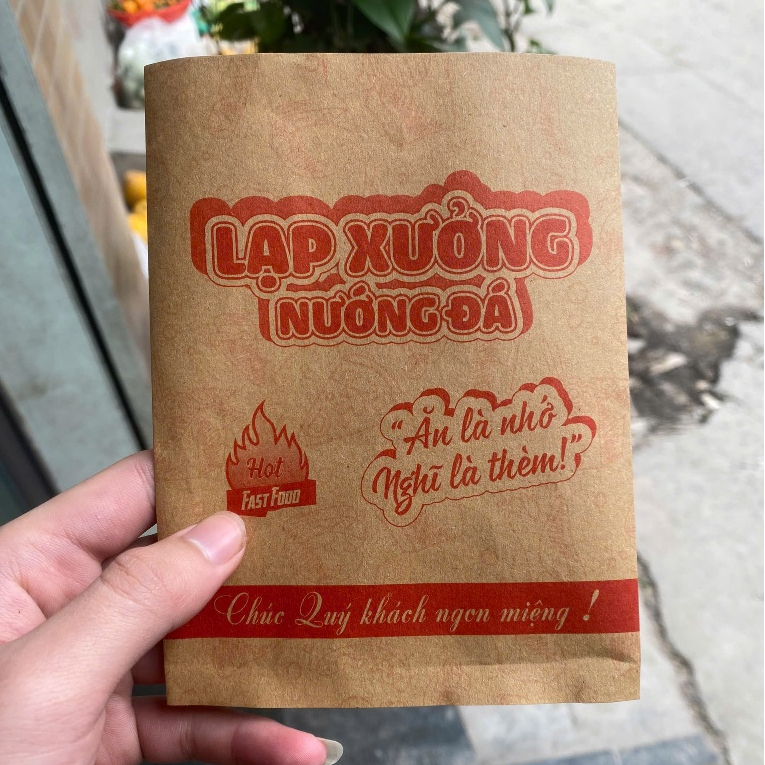 LẠP XƯỞNG
NƯỚNG ĐÁ
Hot
FAST FOOD
"Ăn là nhớ
Nghĩ là thèm!"
Chúc Quý khách ngon miệng !